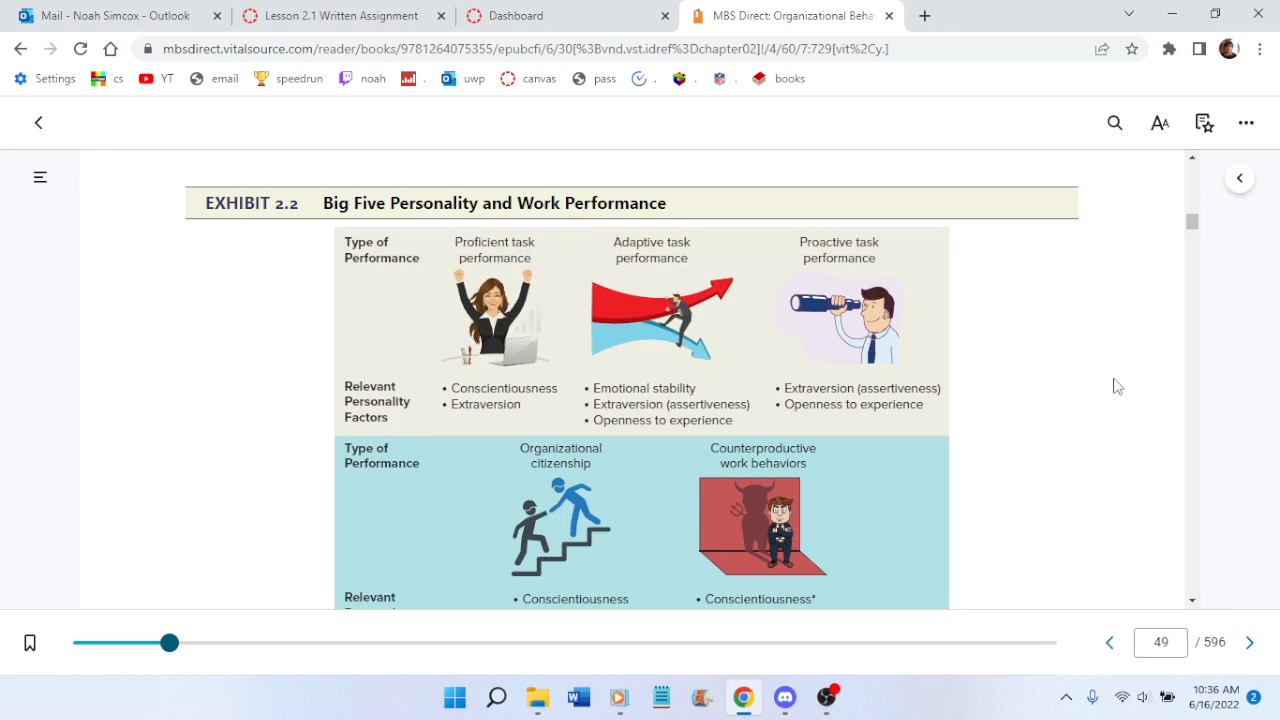 Mail - Noah Simcox - Outlook
Lesson 2.1 Written Assignment
Dashboard
MBS Direct: Organizational Beha
mbsdirect.vitalsource.com/reader/books/9781264075355/epubcfi/6/30[%3Bvnd.vst.idref%3Dchapter02]!/4/60/7:729[vit%2Cy.]
Settings
cs
YT
email
speedrun
noah
.
uwp
canvas
pass
.
.
.
books
EXHIBIT 2.2 Big Five Personality and Work Performance
Type of
Performance
Proficient task
performance
Adaptive task
performance
Proactive task
performance
Relevant
Personality
Factors
• Conscientiousness
• Extraversion
• Emotional stability
• Extraversion (assertiveness)
• Openness to experience
• Extraversion (assertiveness)
• Openness to experience
Type of
Performance
Organizational
citizenship
Counterproductive
work behaviors
Relevant
• Conscientiousness
• Conscientiousness*
49 / 596
10:36 AM
6/16/2022
2